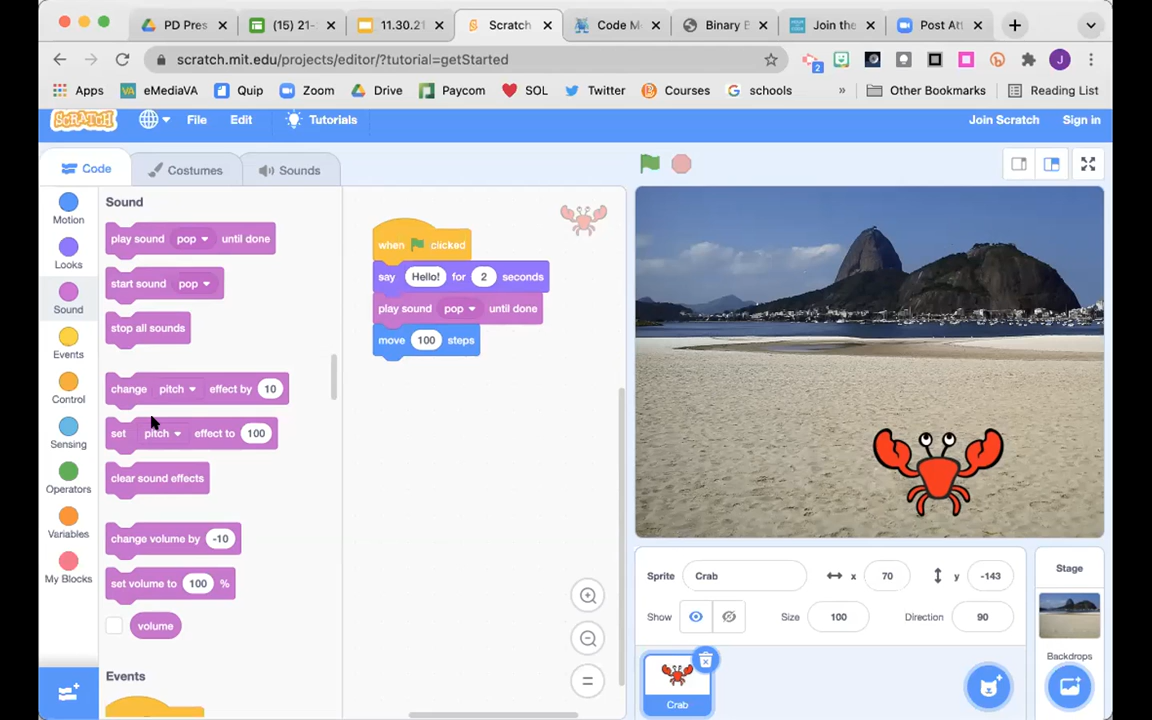 PD Pres
(15) 21-
11.30.21
Scratch
Code M
Binary B
Join the
Post Att
scratch.mit.edu/projects/editor/?tutorial=getStarted
2
J
Apps
VA
eMediaVA
Quip
Zoom
Drive
Paycom
SOL
Twitter
Courses
schools
»
Other Bookmarks
Reading List
SCRATCH
File
Edit
Tutorials
Join Scratch
Sign in
Code
Costumes
Sounds
Motion
Looks
Sound
Events
Control
Sensing
Operators
Variables
My Blocks
Sound
play sound pop until done
start sound pop
stop all sounds
change pitch effect by 10
set pitch effect to 100
clear sound effects
change volume by -10
set volume to 100 %
volume
Events
when clicked
say Hello! for 2 seconds
play sound pop until done
move 100 steps
Sprite Crab x 70 y -143
Show Size 100 Direction 90
Crab
Stage
Backdrops